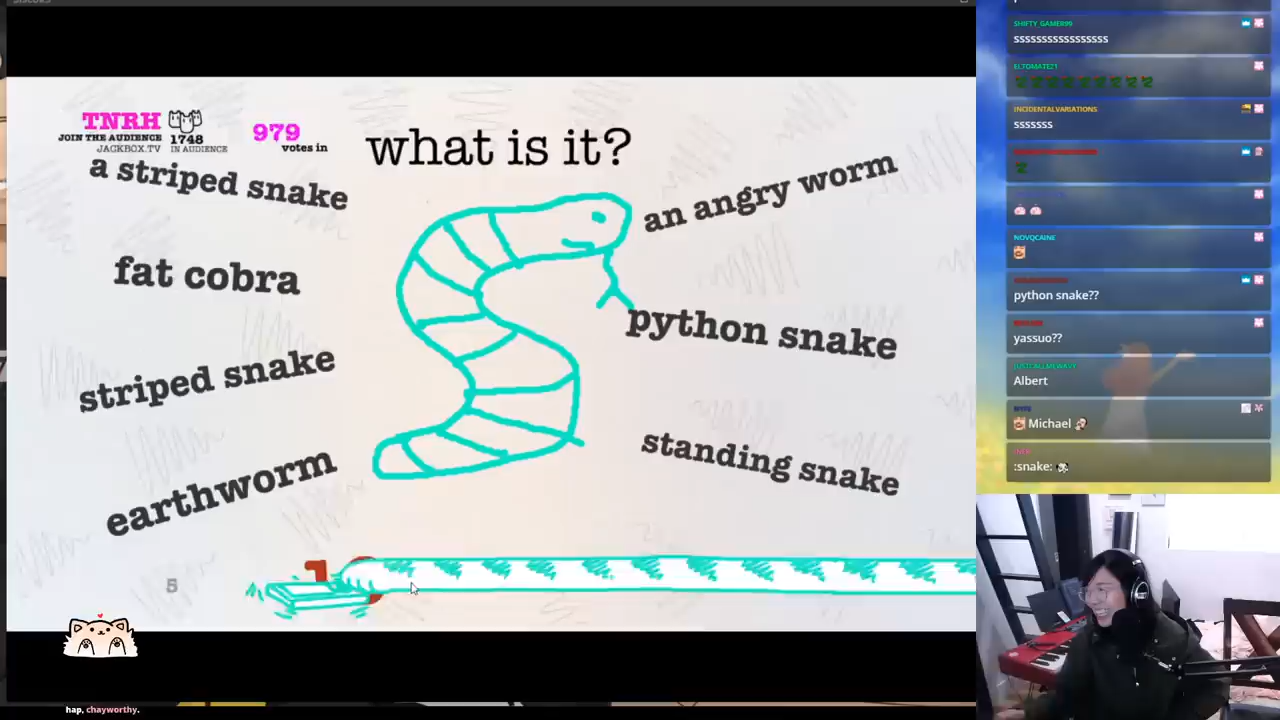 TNRH
JOIN THE AUDIENCE
JACKBOX.TV
1748
IN AUDIENCE
979
votes in
what is it?
a striped snake
an angry worm
fat cobra
python snake
striped snake
standing snake
earthworm
5
hap, chayworthy.
SHIFTY_GAMER99
sssssssssssssssss
ELTOMATE21
INCIDENTALVARIATIONS
sssssss
NOVQCAINE
python snake??
yassuo??
JUSTCALLMEWAVY
Albert
Michael
:snake: